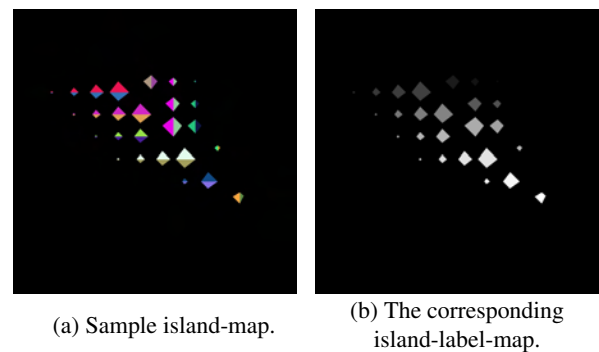 (a) Sample island-map.
(b) The corresponding
island-label-map.